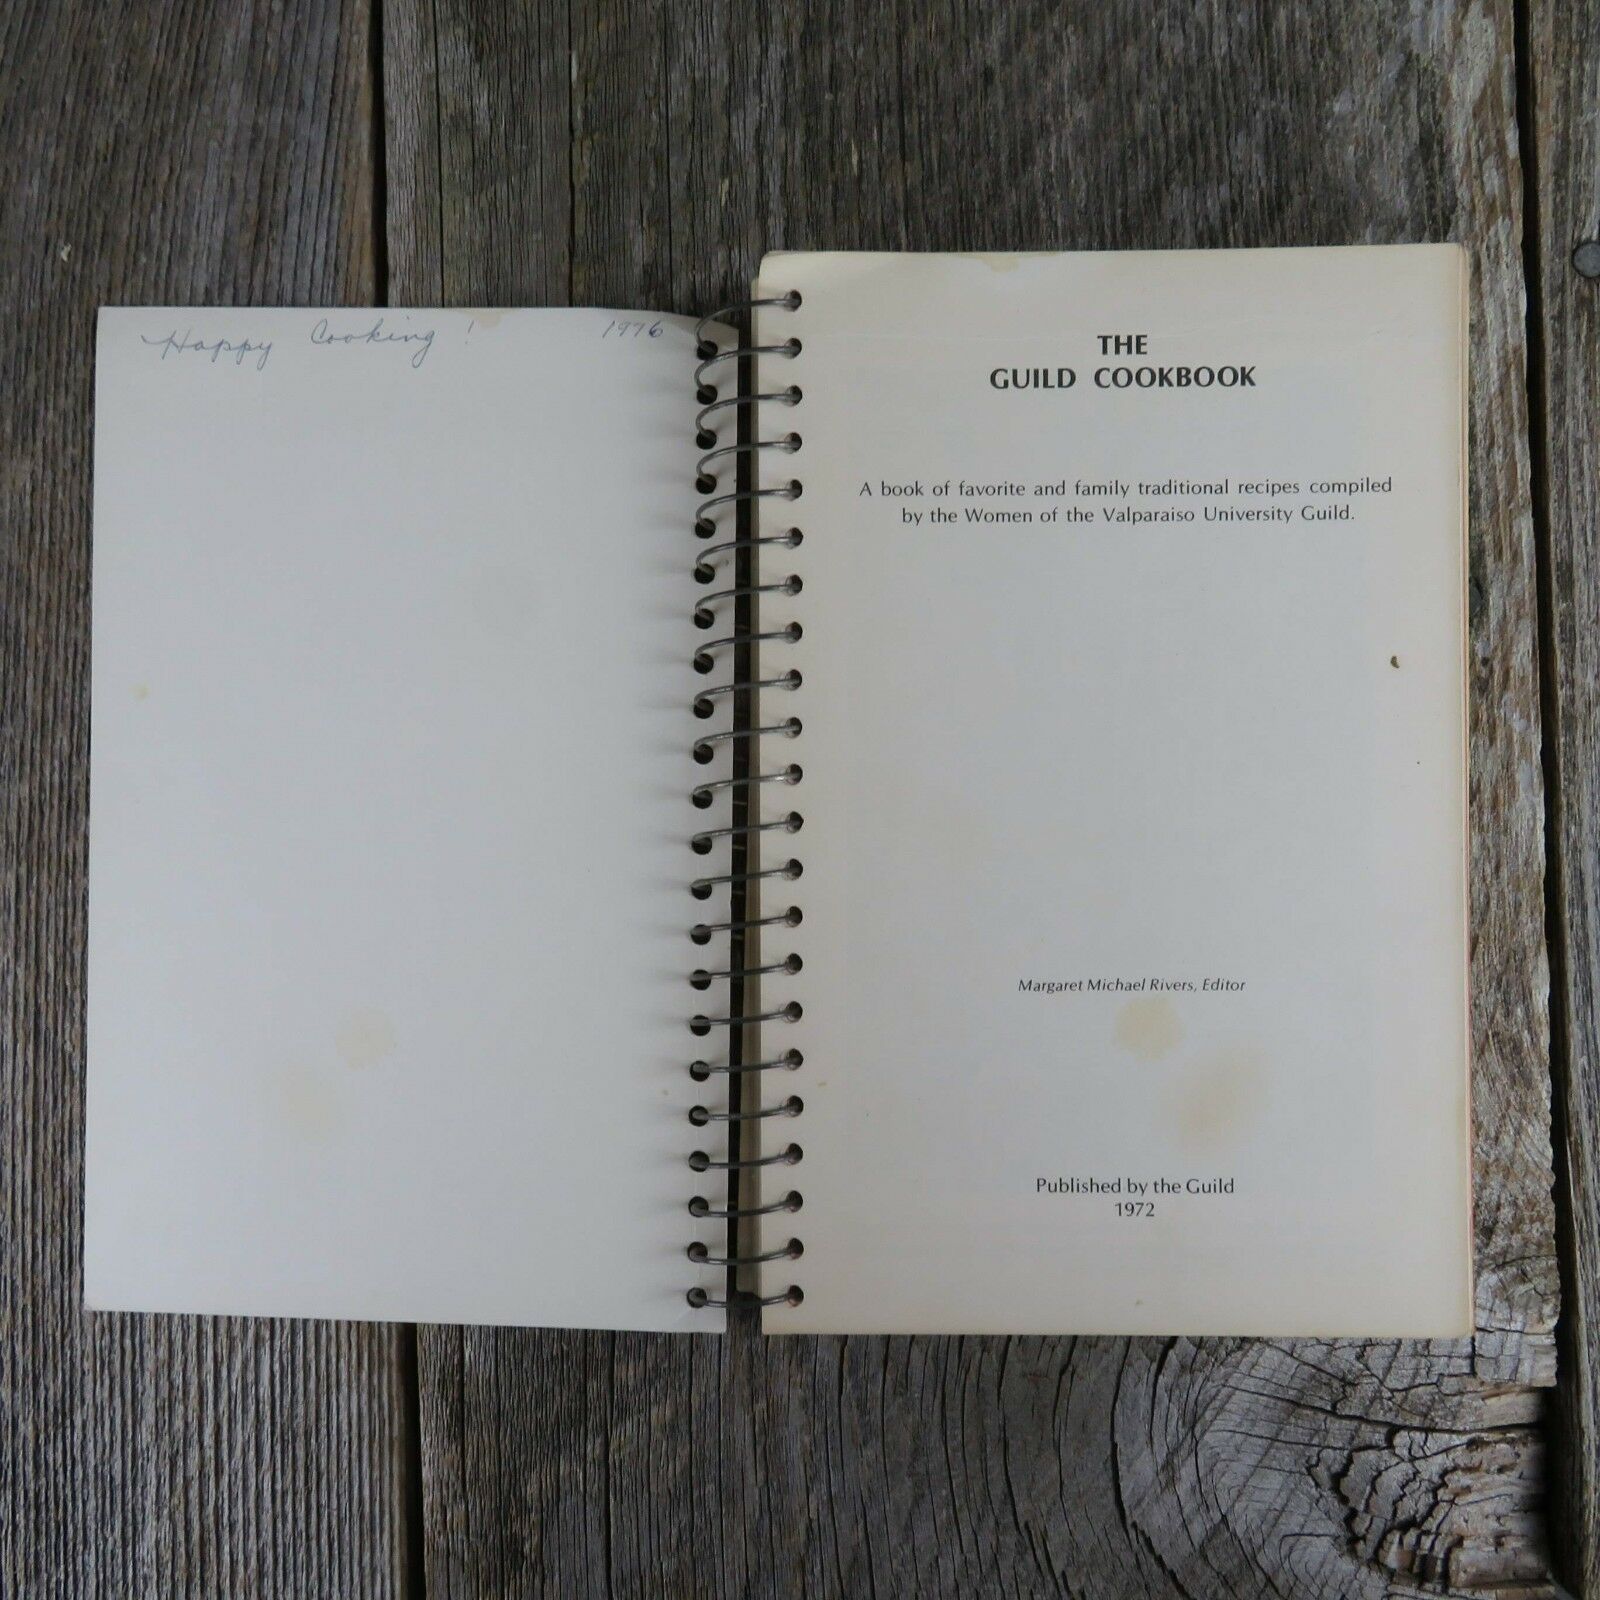 Happy Cooking! 1976
THE
GUILD COOKBOOK
A book of favorite and family traditional recipes compiled
by the Women of the Valparaiso University Guild.
Margaret Michael Rivers, Editor
Published by the Guild
1972